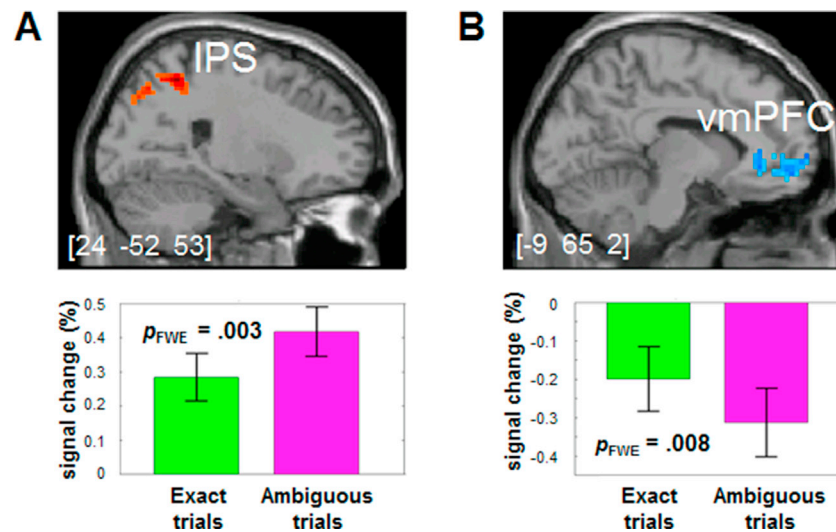 A
IPS
[24 -52 53]
signal change (%)
0.5
0.4
0.3
0.2
0.1
0
pFWE = .003
Exact trials
Ambiguous trials
B
vmPFC
[-9 65 2]
signal change (%)
0
-0.1
-0.2
-0.3
-0.4
pFWE = .008
Exact trials
Ambiguous trials